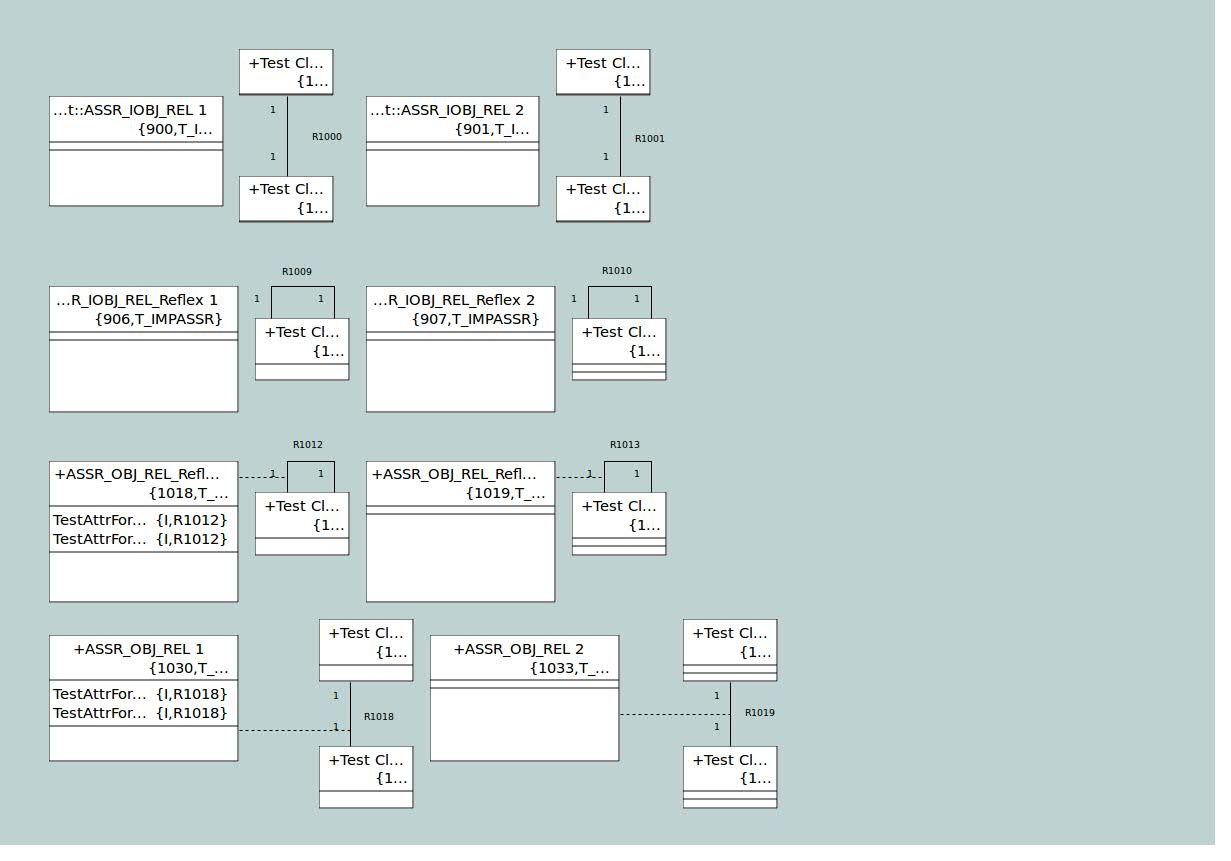 +Test Cl...
{1...
+Test Cl...
{1...
...t::ASSR_IOBJ_REL 1
{900,T_I...
1
R1000
1
+Test Cl...
{1...
...t::ASSR_IOBJ_REL 2
{901,T_I...
1
R1001
1
+Test Cl...
{1...
R1009
R1010
...R_IOBJ_REL_Reflex 1
{906,T_IMPASSR}
1 1
+Test Cl...
{1...
...R_IOBJ_REL_Reflex 2
{907,T_IMPASSR}
1 1
+Test Cl...
{1...
R1012
R1013
+ASSR_OBJ_REL_Refl...
{1018,T_...
TestAttrFor... {I,R1012}
TestAttrFor... {I,R1012}
1 1
+Test Cl...
{1...
+ASSR_OBJ_REL_Refl...
{1019,T_...
1 1
+Test Cl...
{1...
+ASSR_OBJ_REL 1
{1030,T_...
TestAttrFor... {I,R1018}
TestAttrFor... {I,R1018}
+Test Cl...
{1...
1
R1018
1
+Test Cl...
{1...
+ASSR_OBJ_REL 2
{1033,T_...
+Test Cl...
{1...
1
R1019
1
+Test Cl...
{1...